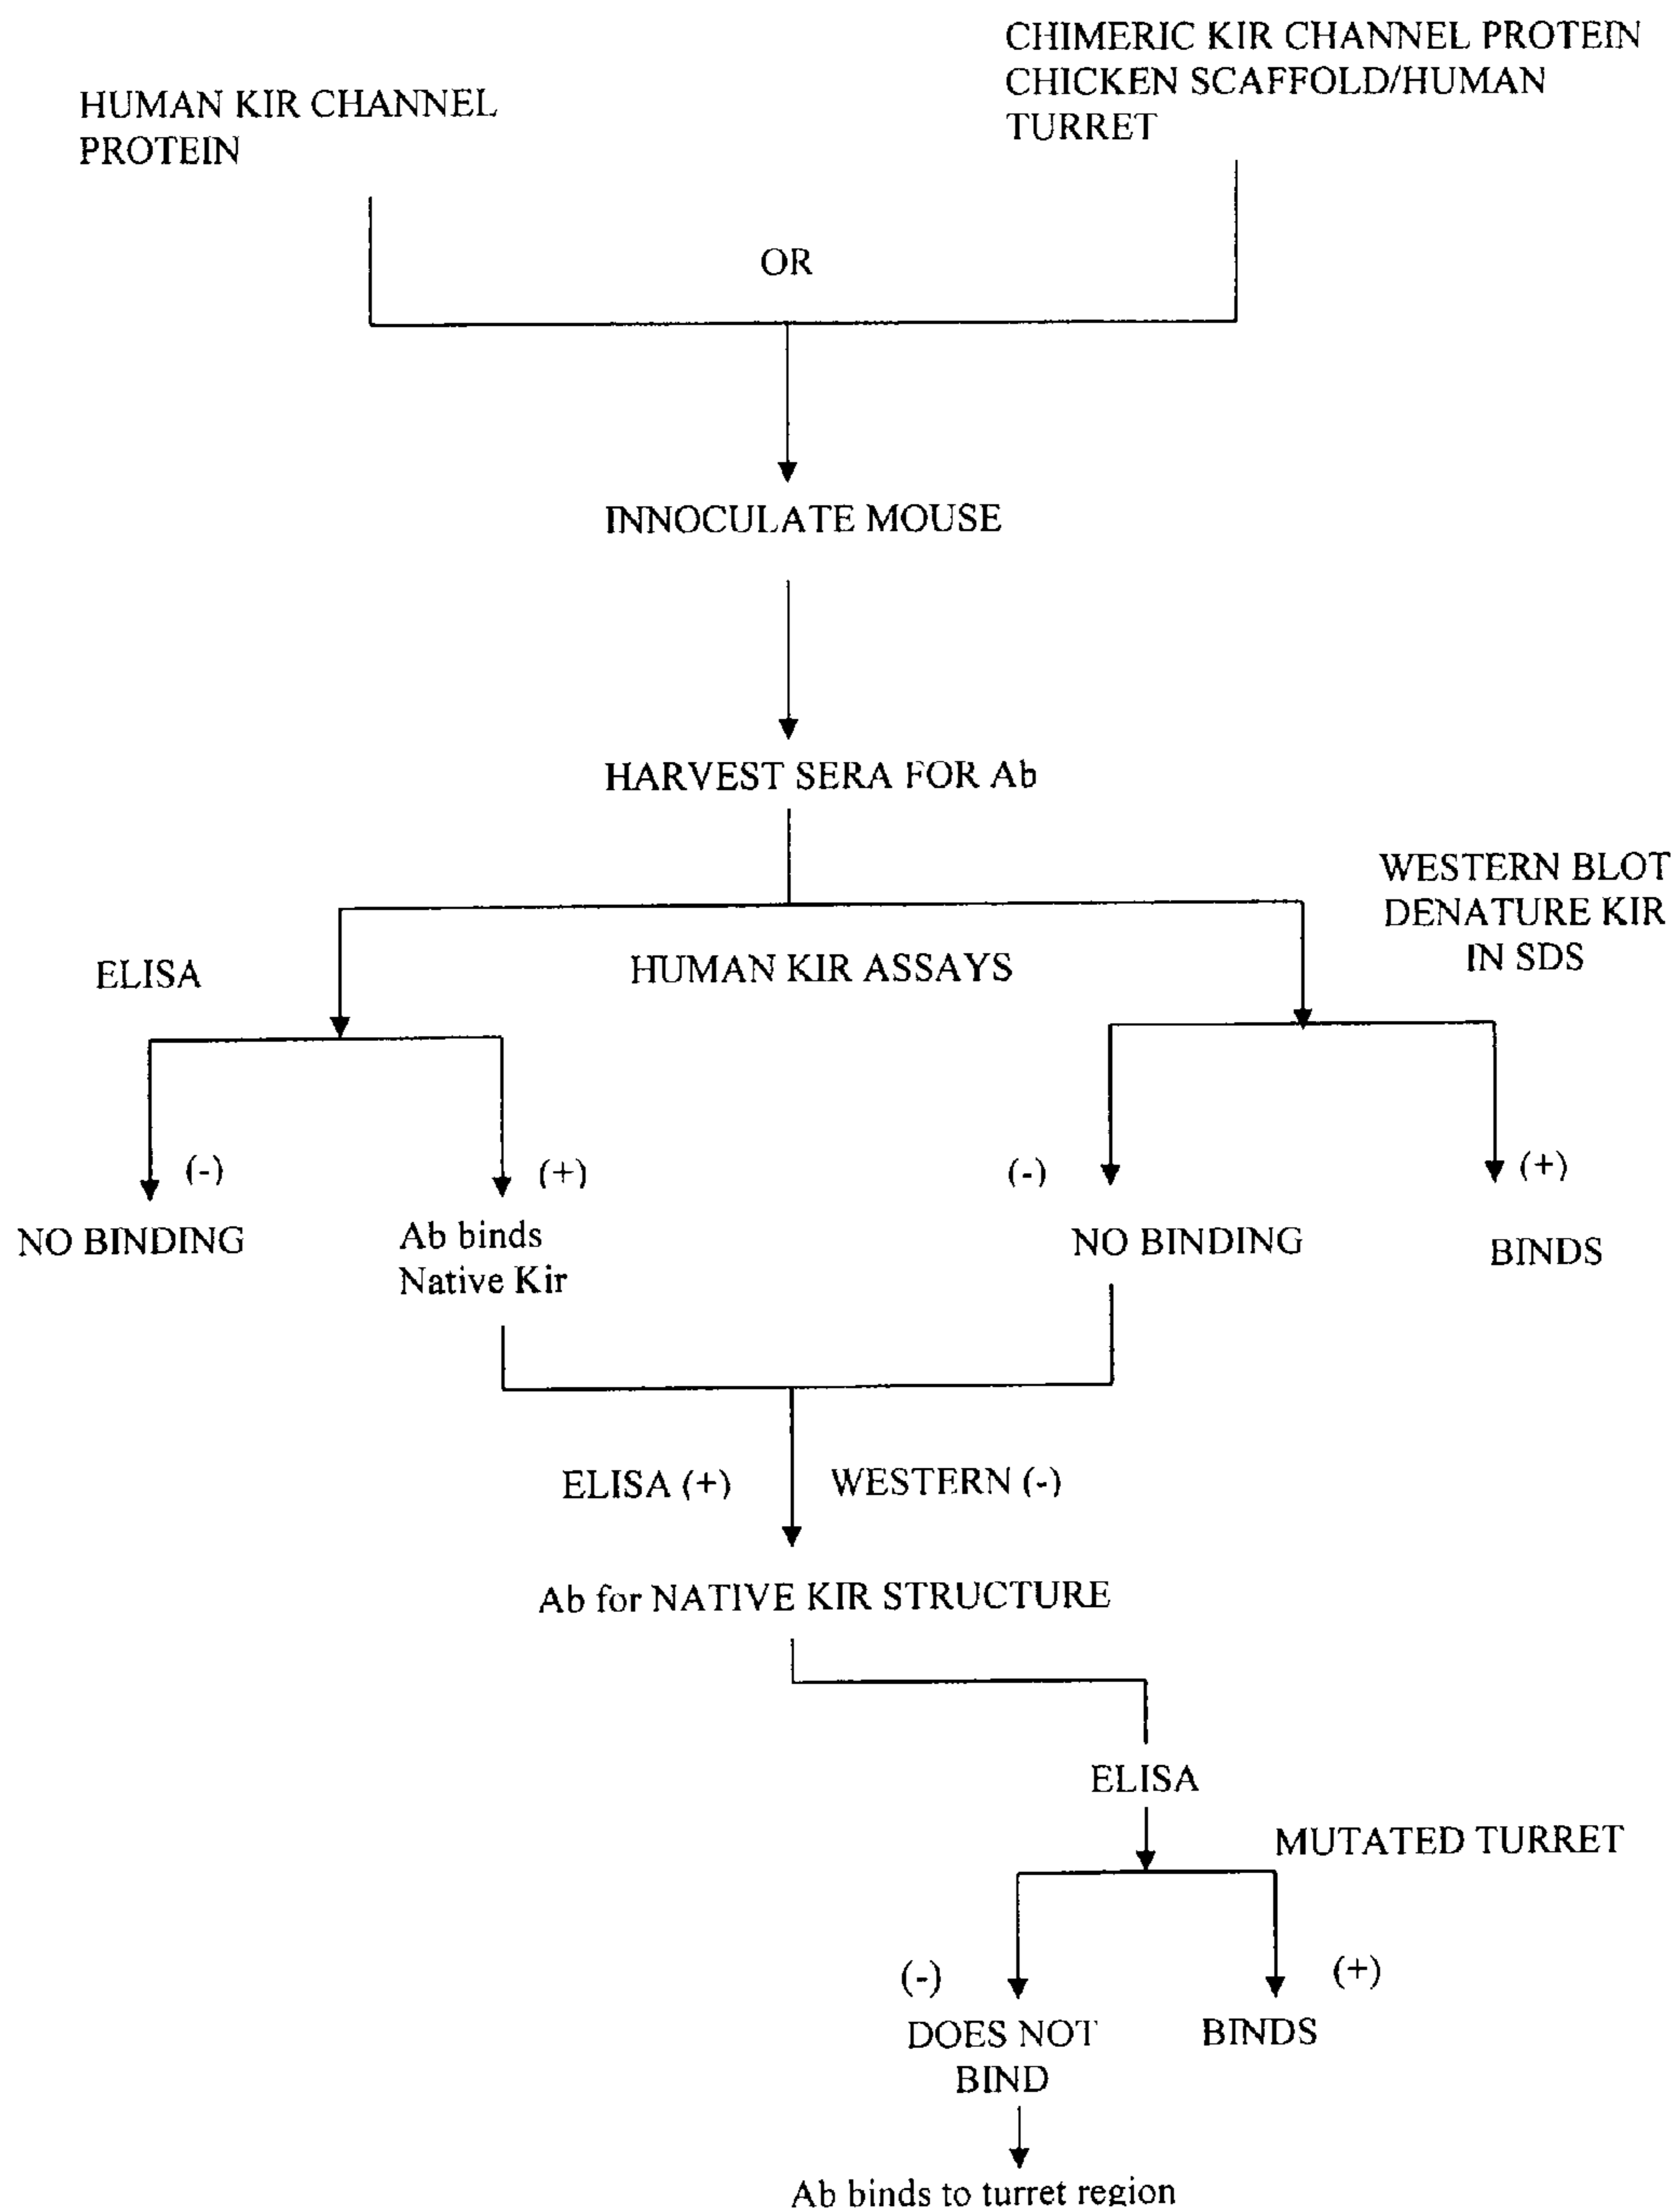 HUMAN KIR CHANNEL
PROTEIN
CHIMERIC KIR CHANNEL PROTEIN
CHICKEN SCAFFOLD/HUMAN
TURRET
OR
INNOCULATE MOUSE
HARVEST SERA FOR Ab
ELISA
HUMAN KIR ASSAYS
WESTERN BLOT
DENATURE KIR
IN SDS
(-)
(+)
(-)
(+)
NO BINDING
Ab binds
Native Kir
NO BINDING
BINDS
ELISA (+)
WESTERN (-)
Ab for NATIVE KIR STRUCTURE
ELISA
MUTATED TURRET
(-)
(+)
DOES NOT
BIND
BINDS
Ab binds to turret region